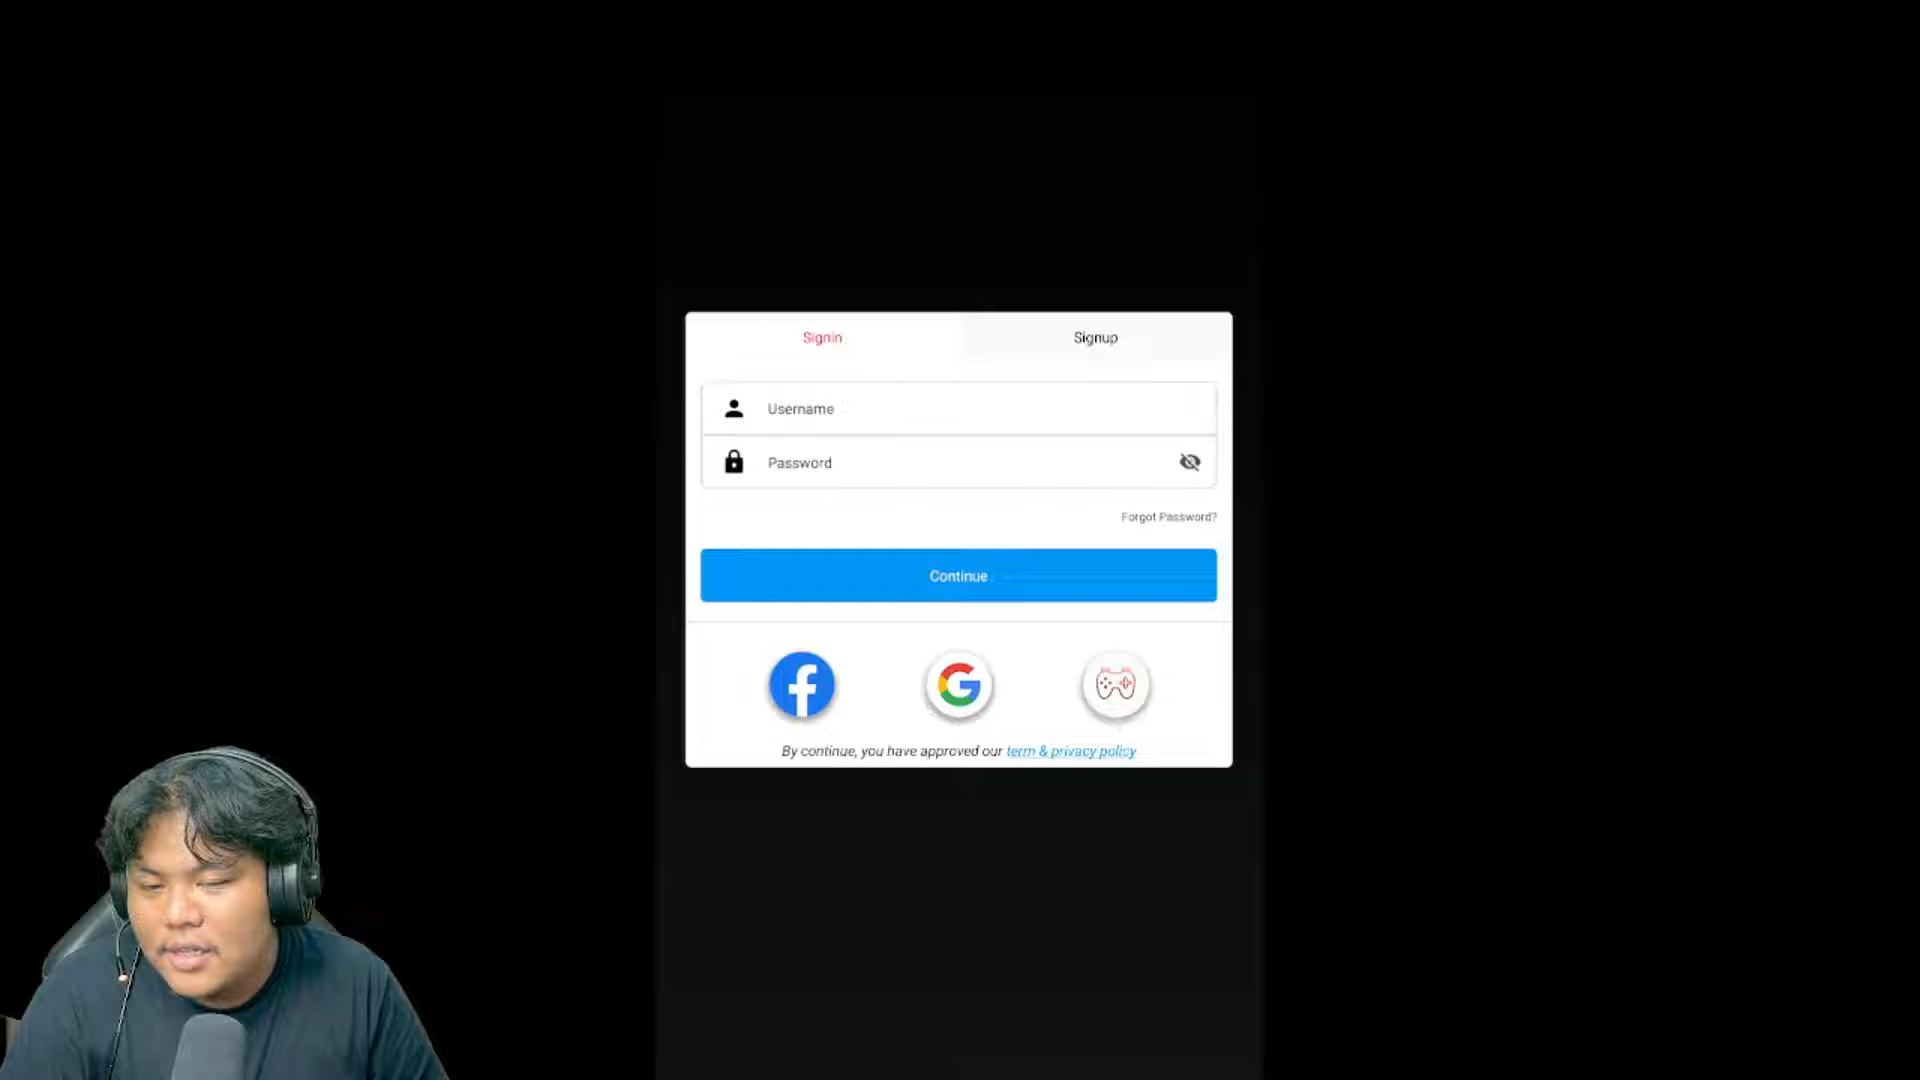 Signin
Signup
Username
Password
Forgot Password?
Continue
By continue, you have approved our term & privacy policy